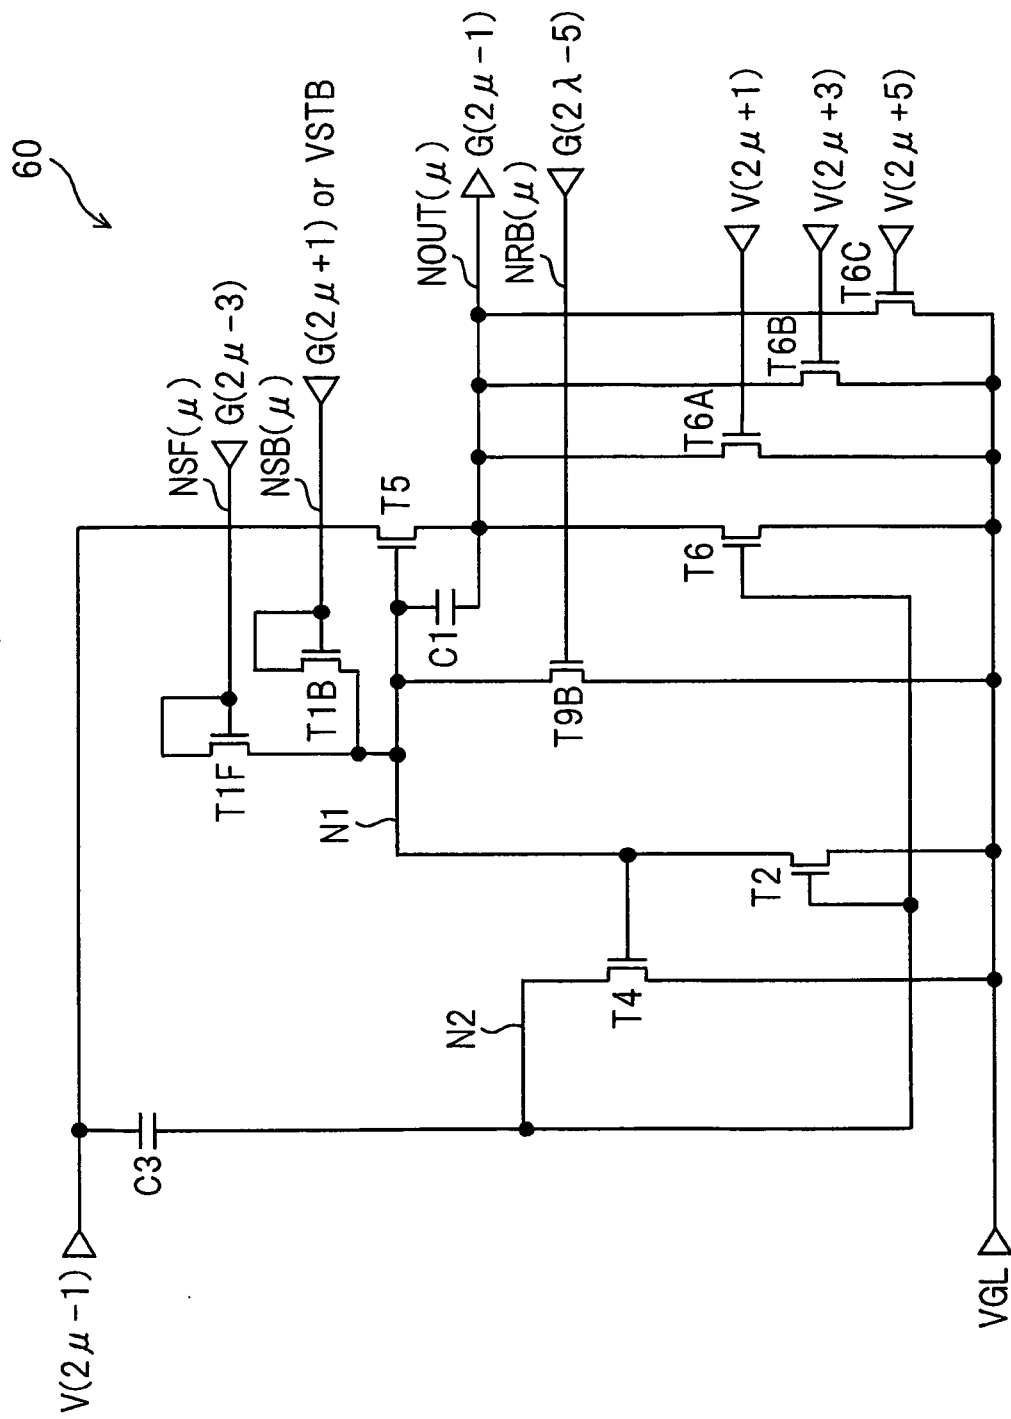 60
V(2μ-1)
C3
N2
T4
T2
N1
T1F
T1B
NSF(μ)
G(2μ-3)
NSB(μ)
G(2μ+1) or VSTB
T5
C1
T9B
T6
T6A
T6B
T6C
NOUT(μ)
G(2μ-1)
NRB(μ)
G(2λ-5)
V(2μ+1)
V(2μ+3)
V(2μ+5)
VGL